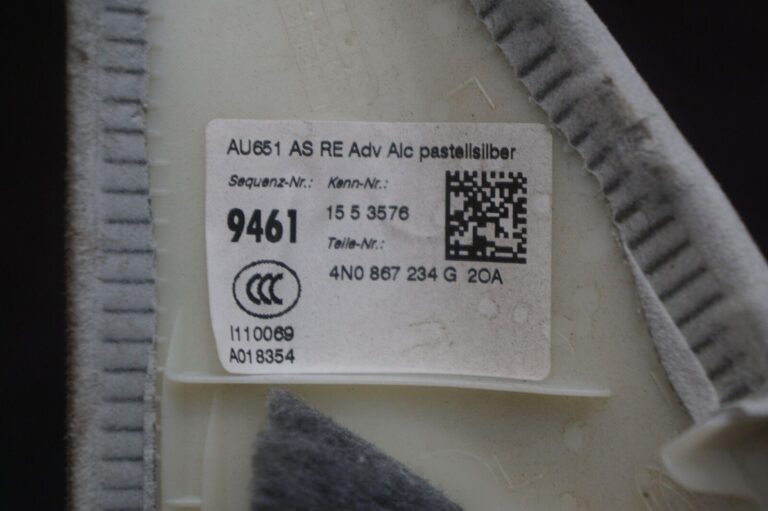 AU651 AS RE Adv Alc pastellsilber
Sequenz-Nr.: Kenn-Nr.:
9461 15 5 3576
Teile-Nr.:
4N0 867 234 G 2OA
CCC
I110069
A018354